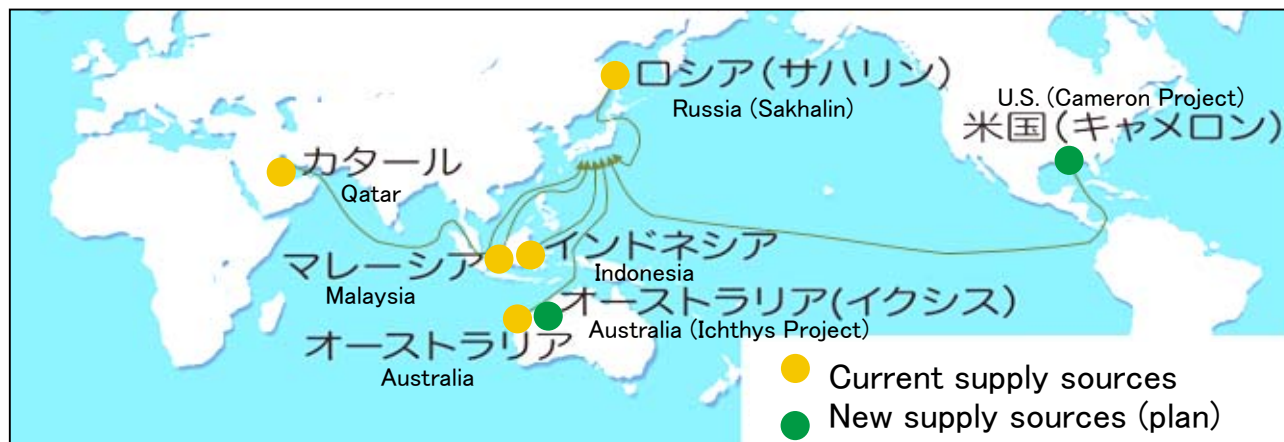 ロシア(サハリン)
Russia (Sakhalin)
U.S. (Cameron Project)
米国(キャメロン)
カタール
Qatar
マレーシア
Malaysia
インドネシア
Indonesia
オーストラリア(イクシス)
Australia (Ichthys Project)
オーストラリア
Australia
Current supply sources
New supply sources (plan)